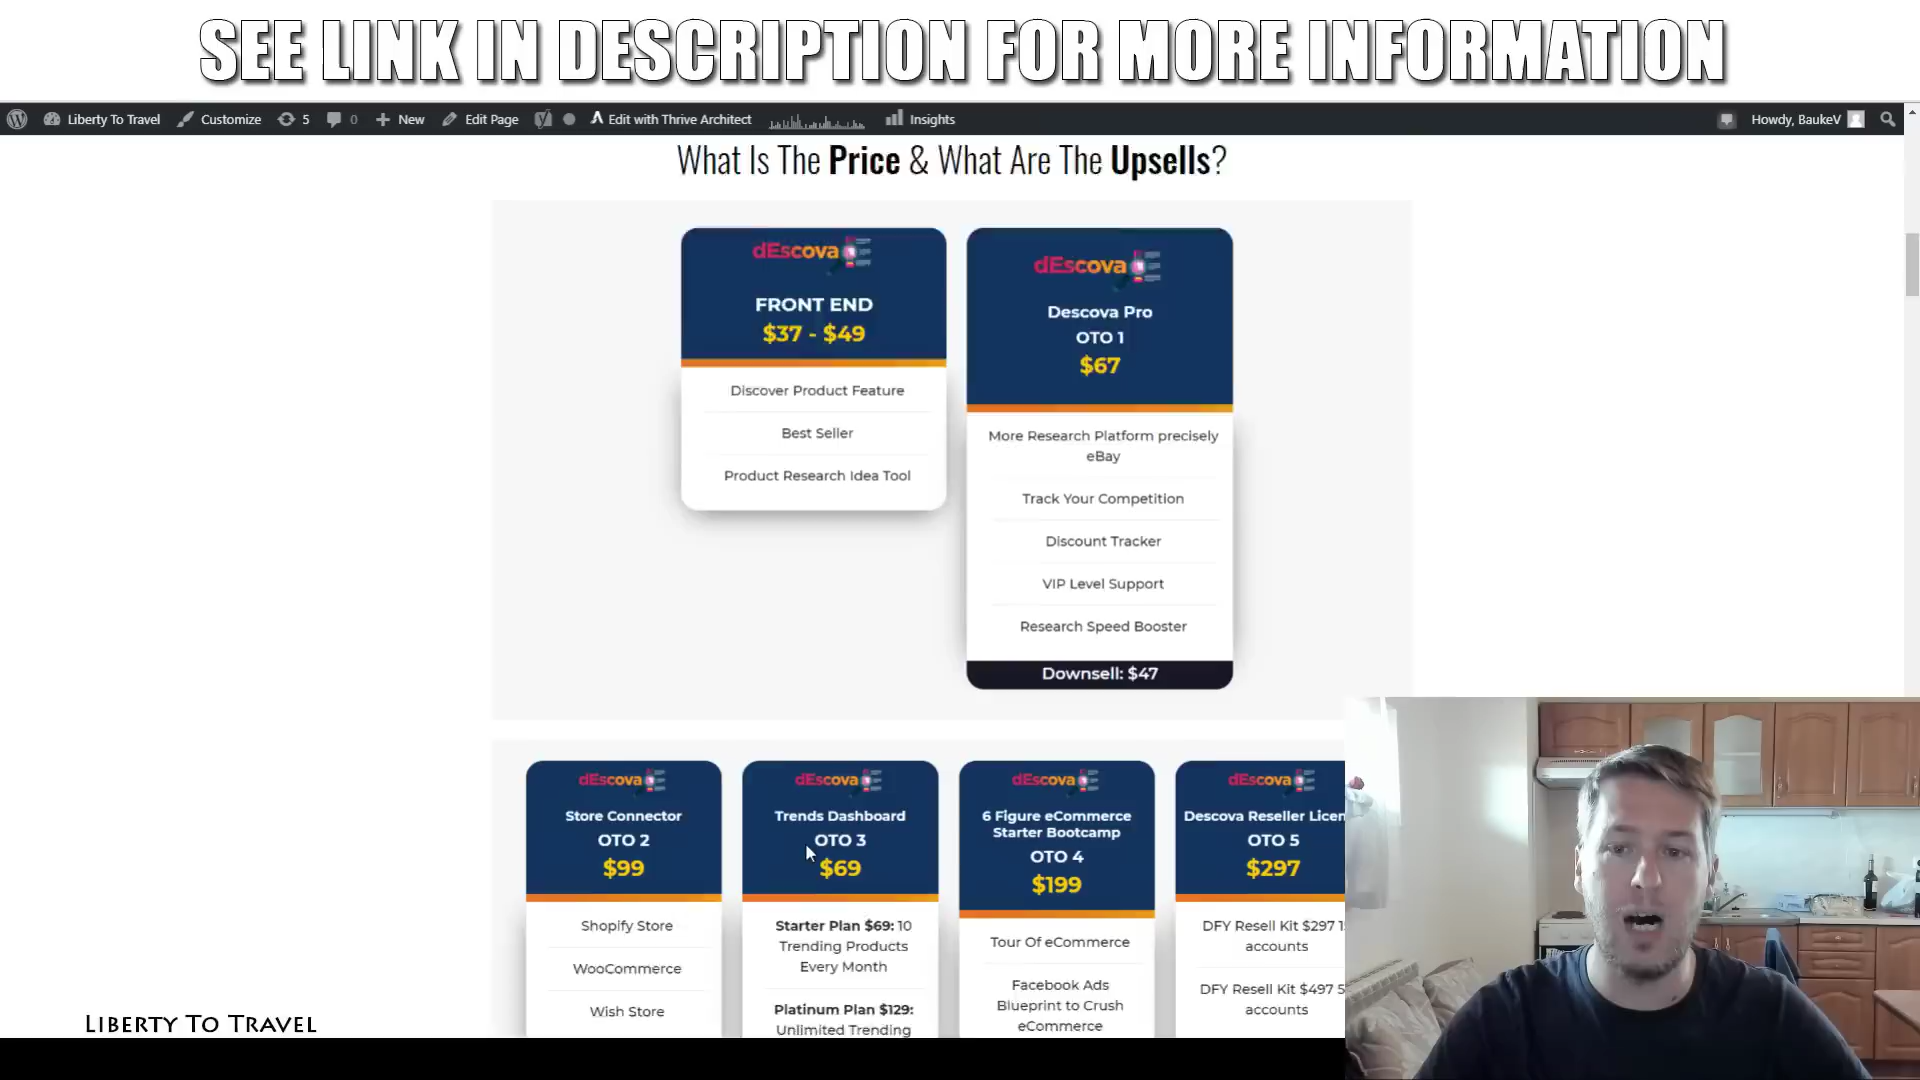 SEE LINK IN DESCRIPTION FOR MORE INFORMATION
Liberty To Travel Customize 5 0 New Edit Page Edit with Thrive Architect Insights Howdy, BaukeV
What Is The Price & What Are The Upsells?
dEscova
FRONT END
$37 - $49
Discover Product Feature
Best Seller
Product Research Idea Tool
dEscova
Descova Pro
OTO 1
$67
More Research Platform precisely
eBay
Track Your Competition
Discount Tracker
VIP Level Support
Research Speed Booster
Downsell: $47
dEscova
Store Connector
OTO 2
$99
Shopify Store
WooCommerce
Wish Store
dEscova
Trends Dashboard
OTO 3
$69
Starter Plan $69: 10
Trending Products
Every Month
Platinum Plan $129:
Unlimited Trending
dEscova
6 Figure eCommerce
Starter Bootcamp
OTO 4
$199
Tour Of eCommerce
Facebook Ads
Blueprint to Crush
eCommerce
dEscova
Descova Reseller Licen
OTO 5
$297
DFY Resell Kit $297 1
accounts
DFY Resell Kit $497 5
accounts
LIBERTY TO TRAVEL